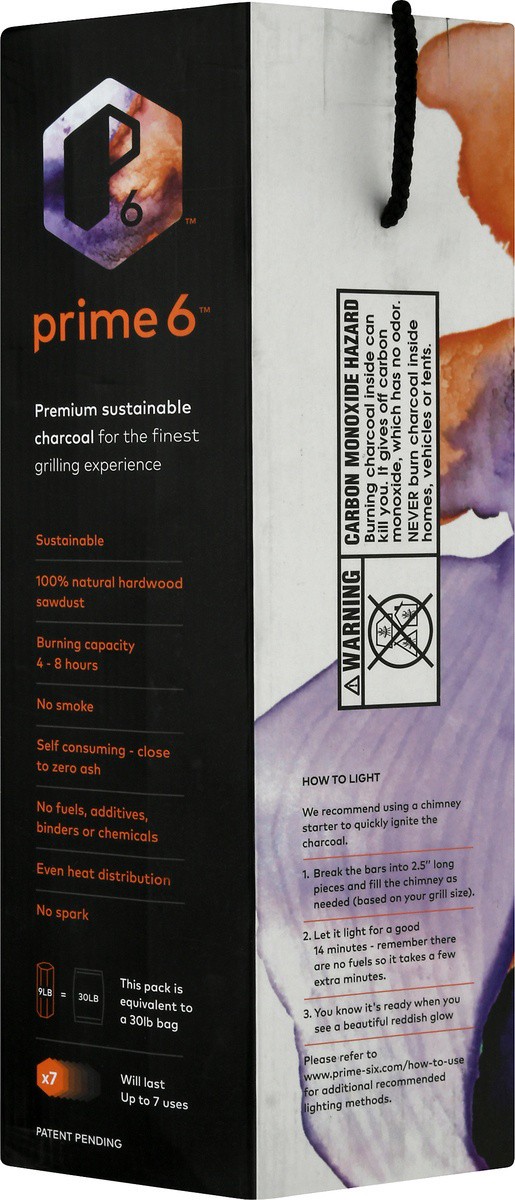 P
6
TM
prime 6™
Premium sustainable
charcoal for the finest
grilling experience
Sustainable
100% natural hardwood
sawdust
Burning capacity
4 - 8 hours
No smoke
Self consuming - close
to zero ash
No fuels, additives,
binders or chemicals
Even heat distribution
No spark
9LB = 30LB
This pack is
equivalent to
a 30lb bag
x7
Will last
Up to 7 uses
PATENT PENDING
⚠ WARNING
CARBON MONOXIDE HAZARD
Burning charcoal inside can
kill you. It gives off carbon
monoxide, which has no odor.
NEVER burn charcoal inside
homes, vehicles or tents.
HOW TO LIGHT
We recommend using a chimney
starter to quickly ignite the
charcoal.
1. Break the bars into 2.5" long
pieces and fill the chimney as
needed (based on your grill size).
2. Let it light for a good
14 minutes - remember there
are no fuels so it takes a few
extra minutes.
3. You know it's ready when you
see a beautiful reddish glow
Please refer to
www.prime-six.com/how-to-use
for additional recommended
lighting methods.